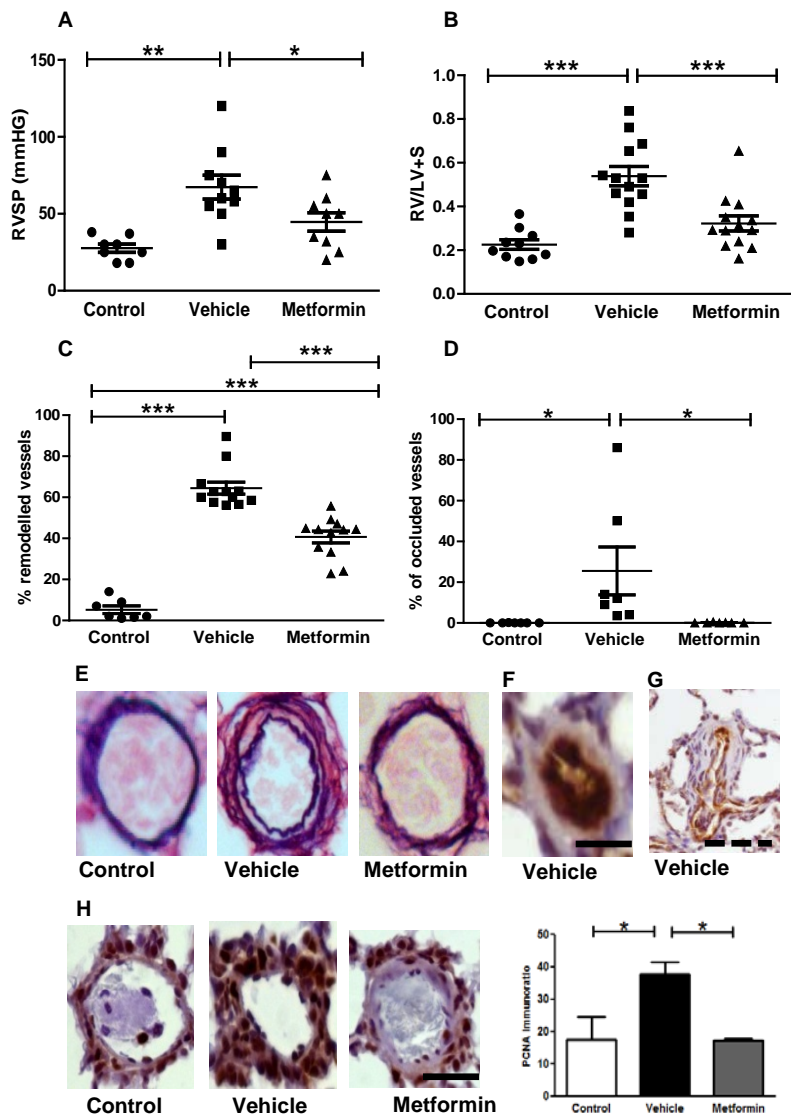 A
B
** *
*** ***
RVSP (mmHG)
150
100
50
0
Control Vehicle Metformin
RV/LV+S
1.0
0.8
0.6
0.4
0.2
0.0
Control Vehicle Metformin
C
D
***
***
***
% remodelled vessels
100
80
60
40
20
0
Control Vehicle Metformin
* *
% of occluded vessels
100
80
60
40
20
0
Control Vehicle Metformin
E
Control Vehicle Metformin
F
Vehicle
G
Vehicle
H
Control Vehicle Metformin
* *
PCNA Immunoratio
50
40
30
20
10
0
Control Vehicle Metformin